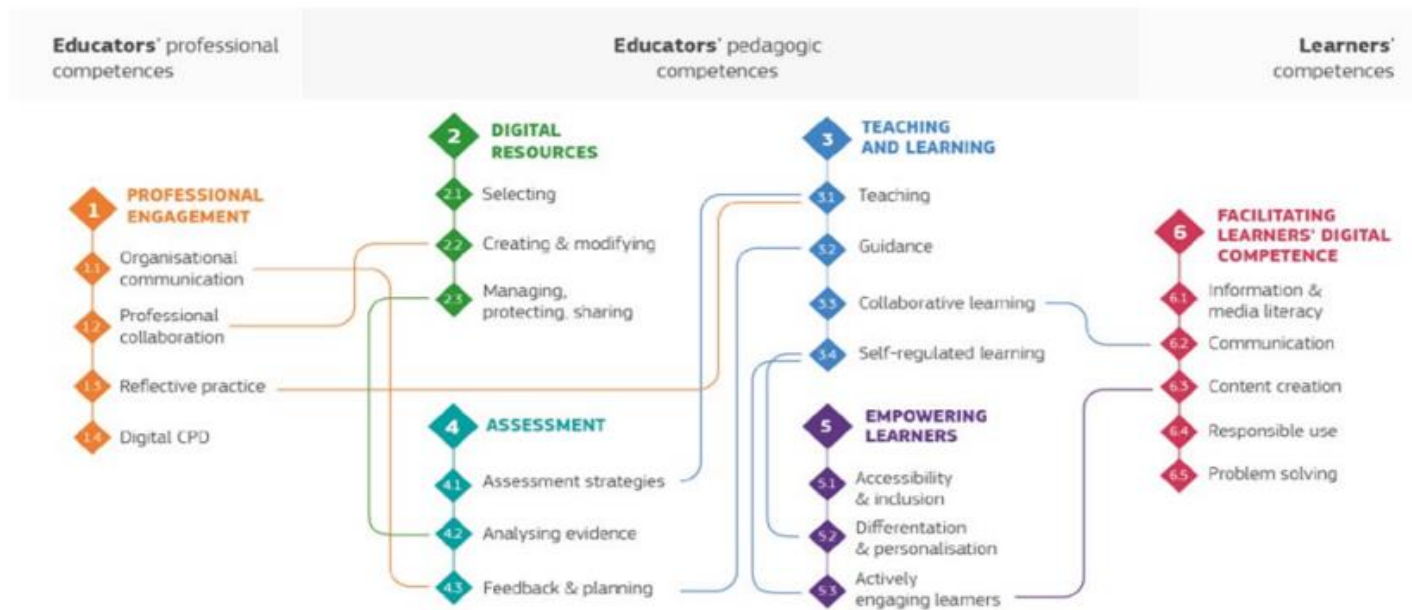 Educators' professional
competences
Educators' pedagogic
competences
Learners'
competences
1
PROFESSIONAL
ENGAGEMENT
1.1
Organisational
communication
1.2
Professional
collaboration
1.3
Reflective practice
1.4
Digital CPD
2
DIGITAL
RESOURCES
2.1
Selecting
2.2
Creating & modifying
2.3
Managing,
protecting, sharing
4
ASSESSMENT
4.1
Assessment strategies
4.2
Analysing evidence
4.3
Feedback & planning
3
TEACHING
AND LEARNING
3.1
Teaching
3.2
Guidance
3.3
Collaborative learning
3.4
Self-regulated learning
5
EMPOWERING
LEARNERS
5.1
Accessibility
& inclusion
5.2
Differentation
& personalisation
5.3
Actively
engaging learners
6
FACILITATING
LEARNERS' DIGITAL
COMPETENCE
6.1
Information &
media literacy
6.2
Communication
6.3
Content creation
6.4
Responsible use
6.5
Problem solving